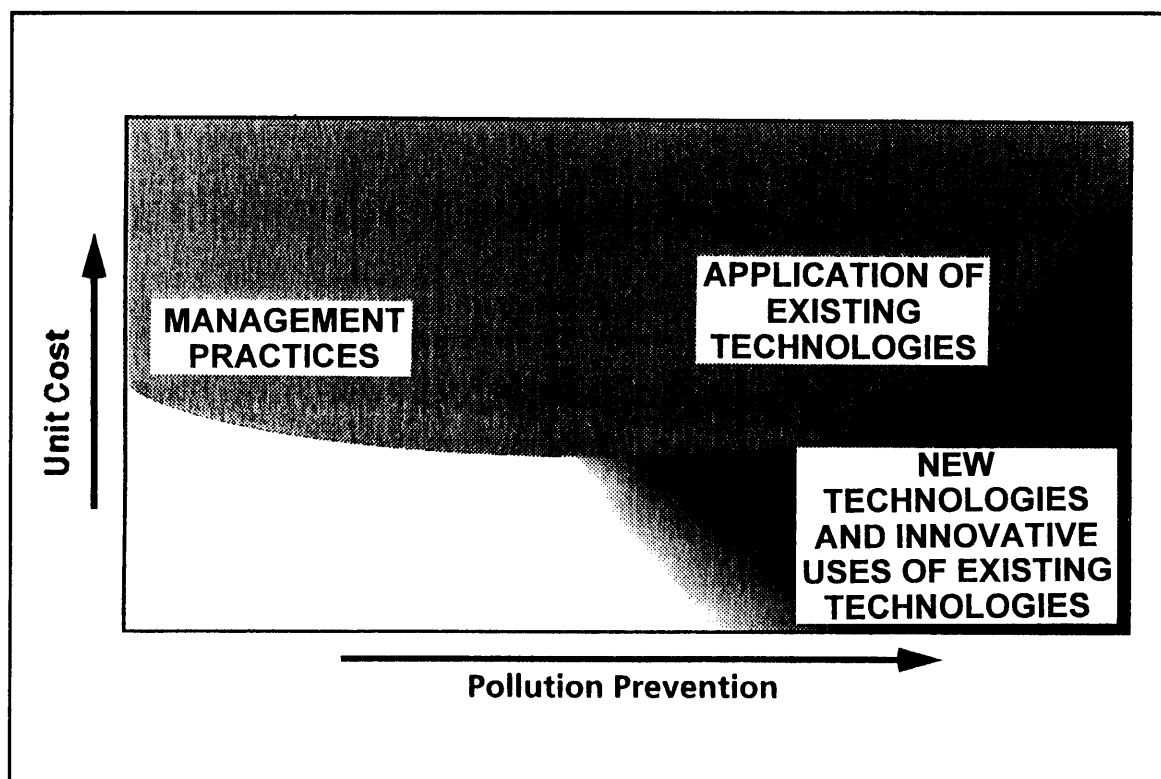 MANAGEMENT
PRACTICES
APPLICATION OF
EXISTING
TECHNOLOGIES
NEW
TECHNOLOGIES
AND INNOVATIVE
USES OF EXISTING
TECHNOLOGIES
Unit Cost
Pollution Prevention